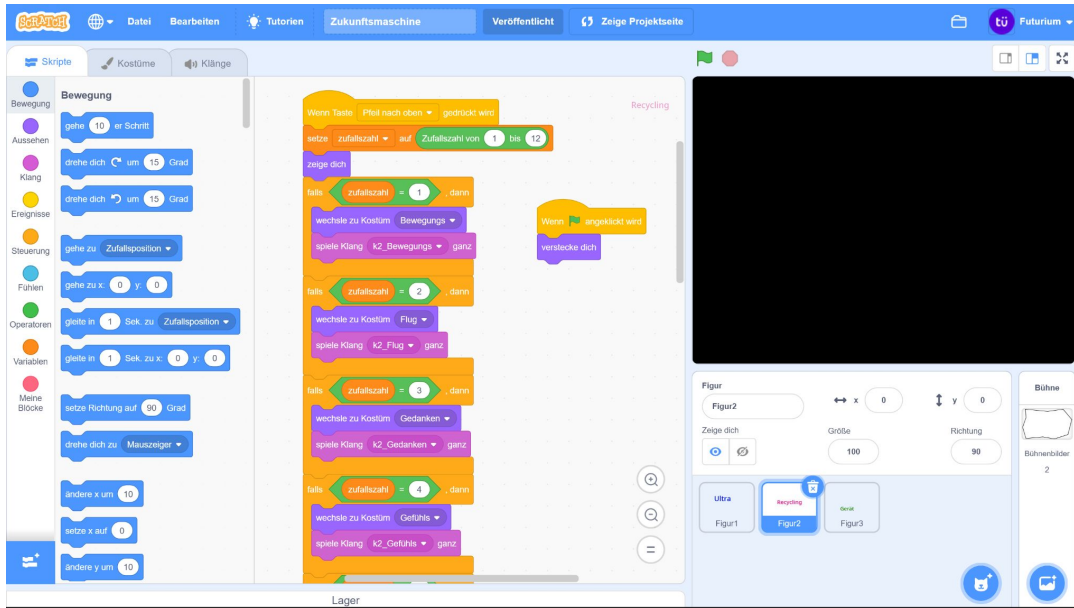 SCRATCH Datei Bearbeiten Tutorien Zukunftsmaschine Veröffentlicht Zeige Projektseite tü Futurium
Skripte Kostüme Klänge
Bewegung
Aussehen
Klang
Ereignisse
Steuerung
Fühlen
Operatoren
Variablen
Meine
Blöcke
Bewegung
gehe 10 er Schritt
drehe dich um 15 Grad
drehe dich um 15 Grad
gehe zu Zufallsposition
gehe zu x: 0 y: 0
gleite in 1 Sek. zu Zufallsposition
gleite in 1 Sek. zu x: 0 y: 0
setze Richtung auf 90 Grad
drehe dich zu Mauszeiger
ändere x um 10
setze x auf 0
ändere y um 10
Wenn Taste Pfeil nach oben gedrückt wird
setze zufallszahl auf Zufallszahl von 1 bis 12
zeige dich
falls zufallszahl = 1 , dann
wechsle zu Kostüm Bewegungs
spiele Klang k2_Bewegungs ganz
falls zufallszahl = 2 , dann
wechsle zu Kostüm Flug
spiele Klang k2_Flug ganz
falls zufallszahl = 3 , dann
wechsle zu Kostüm Gedanken
spiele Klang k2_Gedanken ganz
falls zufallszahl = 4 , dann
wechsle zu Kostüm Gefühls
spiele Klang k2_Gefühls ganz
Recycling
Wenn angeklickt wird
verstecke dich
Lager
Figur
Figur2 x 0 y 0
Zeige dich Größe Richtung
100 90
Ultra
Figur1
Recycling
Figur2
Gerät
Figur3
Bühne
Bühnenbilder
2